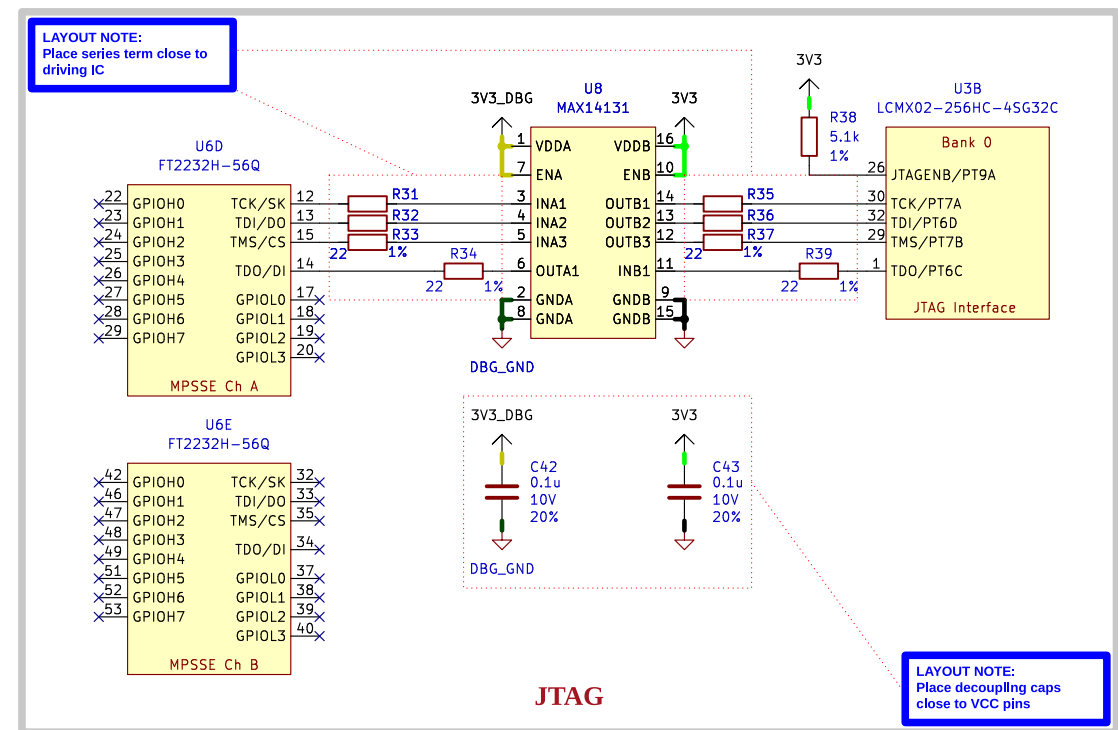 LAYOUT NOTE:
Place series term close to
driving IC
U6D
FT2232H-56Q
22 GPIOH0 TCK/SK 12
23 GPIOH1 TDI/DO 13
24 GPIOH2 TMS/CS 15
25 GPIOH3
26 GPIOH4 TDO/DI 14
27 GPIOH5 GPIOL0 17
28 GPIOH6 GPIOL1 18
29 GPIOH7 GPIOL2 19
GPIOL3 20
MPSSE Ch A
R31
R32
R33
22 1%
R34
22 1%
3V3_DBG
U8
MAX14131
3V3
1 VDDA VDDB 16
7 ENA ENB 10
3 INA1 OUTB1 14
4 INA2 OUTB2 13
5 INA3 OUTB3 12
6 OUTA1 INB1 11
2 GNDA GNDB 9
8 GNDA GNDB 15
DBG_GND
R35
R36
R37
22 1%
R39
22 1%
3V3
R38
5.1k
1%
U3B
LCMXO2-256HC-4SG32C
Bank 0
26 JTAGENB/PT9A
30 TCK/PT7A
32 TDI/PT6D
29 TMS/PT7B
1 TDO/PT6C
JTAG Interface
U6E
FT2232H-56Q
42 GPIOH0 TCK/SK 32
46 GPIOH1 TDI/DO 33
47 GPIOH2 TMS/CS 35
48 GPIOH3
49 GPIOH4 TDO/DI 34
51 GPIOH5 GPIOL0 37
52 GPIOH6 GPIOL1 38
53 GPIOH7 GPIOL2 39
GPIOL3 40
MPSSE Ch B
3V3_DBG
C42
0.1u
10V
20%
DBG_GND
3V3
C43
0.1u
10V
20%
LAYOUT NOTE:
Place decoupling caps
close to VCC pins
JTAG